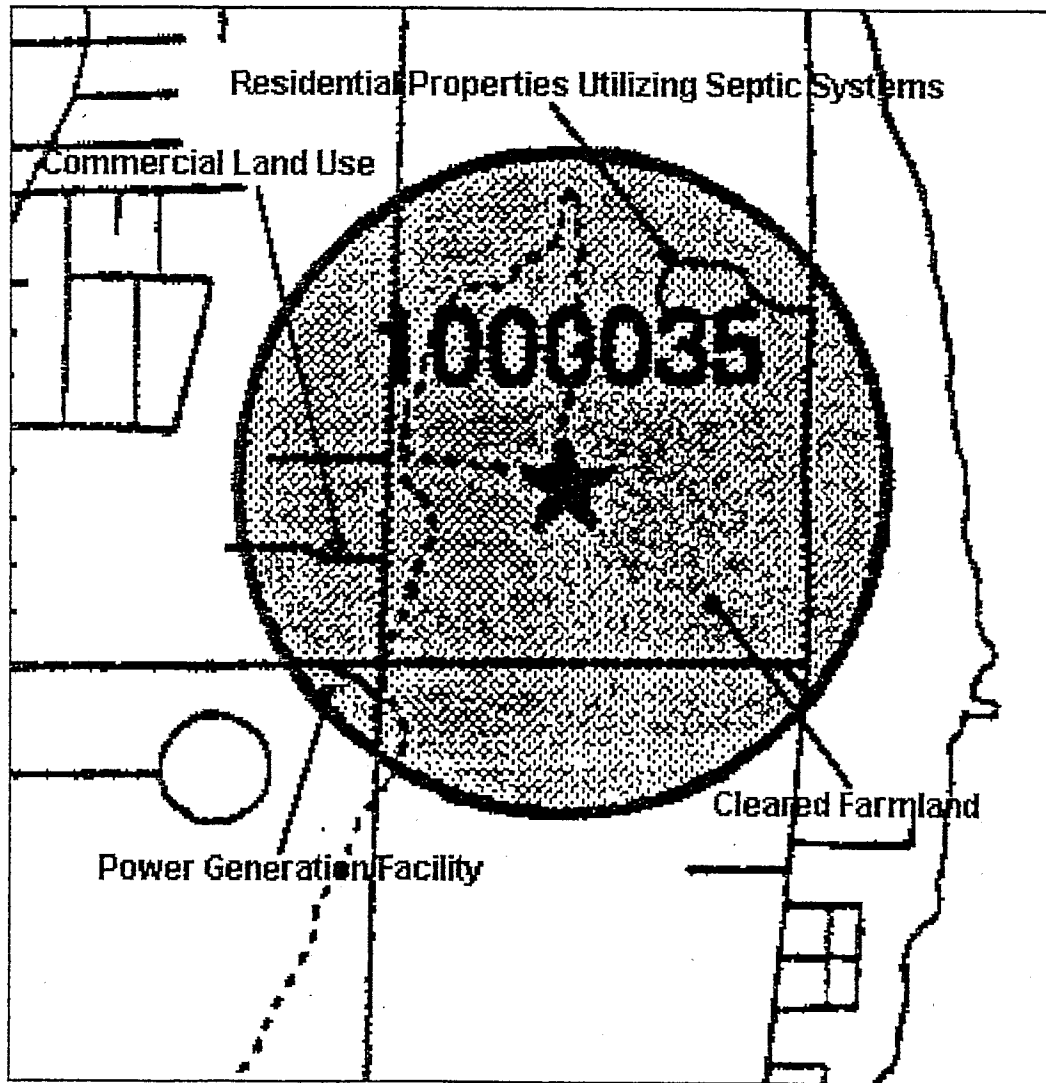 Residential Properties Utilizing Septic Systems
Commercial Land Use
1000035
Cleared Farmland
Power Generation Facility